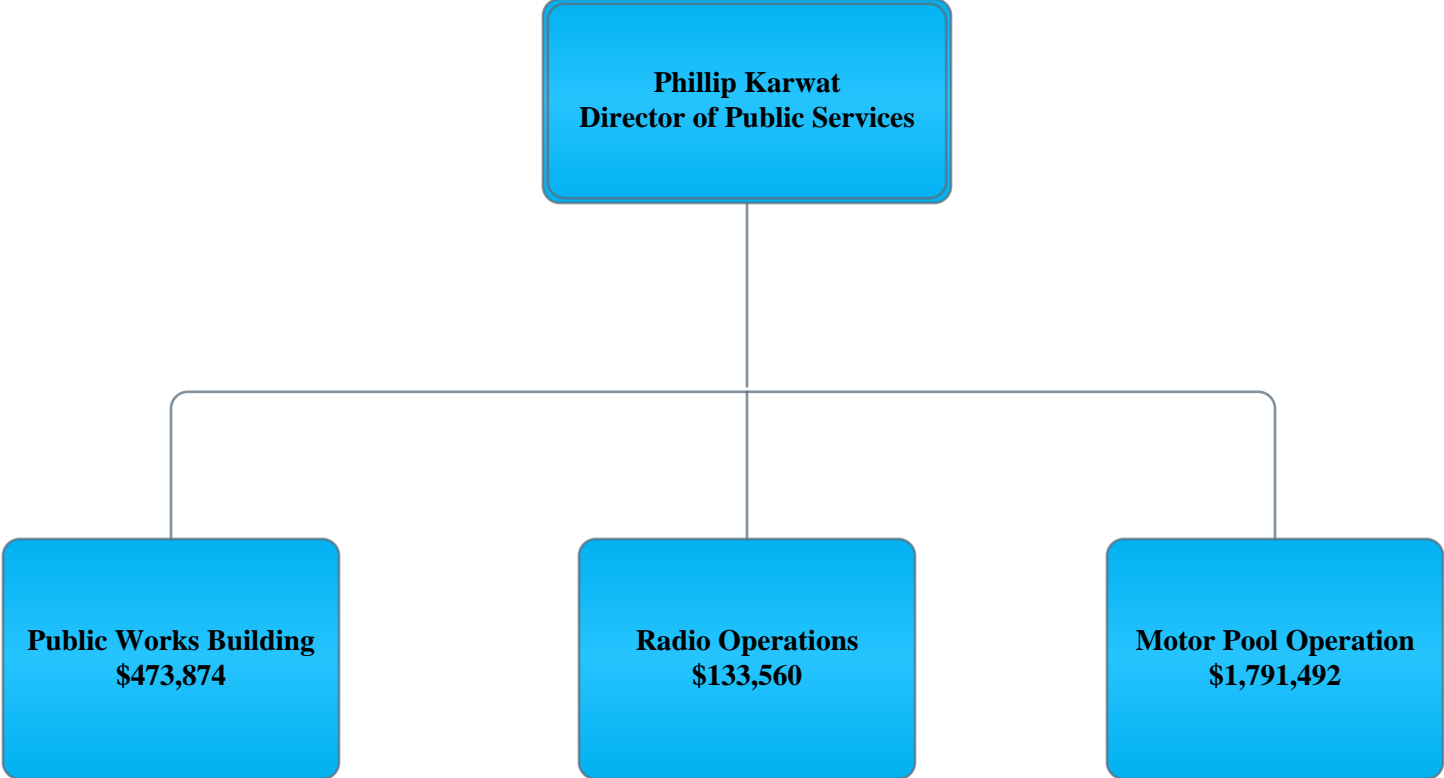 Phillip Karwat
Director of Public Services
Public Works Building
$473,874
Radio Operations
$133,560
Motor Pool Operation
$1,791,492